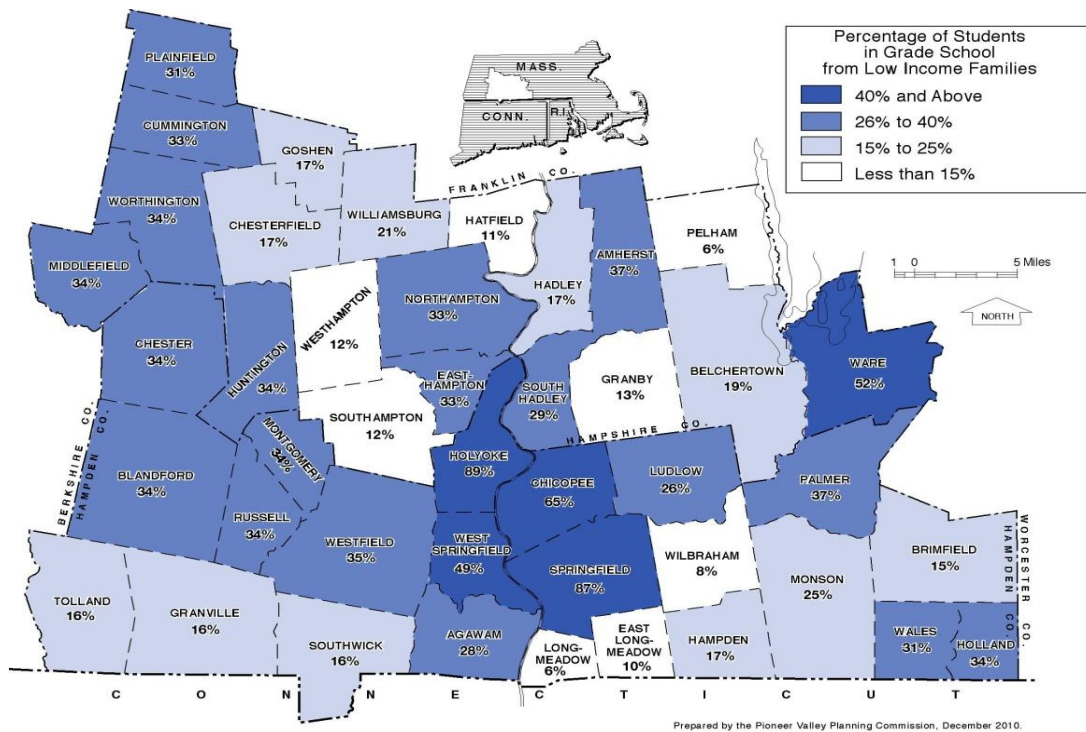 Percentage of Students
in Grade School
from Low Income Families
40% and Above
26% to 40%
15% to 25%
Less than 15%
MASS.
CONN.
R.I.
PLAINFIELD
31%
CUMMINGTON
33%
GOSHEN
17%
WORTHINGTON
34%
CHESTERFIELD
17%
WILLIAMSBURG
21%
FRANKLIN CO.
HATFIELD
11%
HADLEY
17%
AMHERST
37%
PELHAM
6%
1 0 5 Miles
NORTH
MIDDLEFIELD
34%
NORTHAMPTON
33%
WESTHAMPTON
12%
CHESTER
34%
HUNTINGTON
34%
EAST-
HAMPTON
33%
SOUTH
HADLEY
29%
GRANBY
13%
BELCHERTOWN
19%
WARE
52%
SOUTHAMPTON
12%
MONTGOMERY
34%
HAMPSHIRE CO.
BERKSHIRE CO.
HAMPDEN CO.
BLANDFORD
34%
HOLYOKE
89%
CHICOPEE
65%
LUDLOW
26%
PALMER
37%
RUSSELL
34%
WESTFIELD
35%
WEST
SPRINGFIELD
49%
SPRINGFIELD
87%
WILBRAHAM
8%
MONSON
25%
BRIMFIELD
15%
WORCESTER CO.
HAMPDEN CO.
TOLLAND
16%
GRANVILLE
16%
SOUTHWICK
16%
AGAWAM
28%
LONG-
MEADOW
6%
EAST
LONG-
MEADOW
10%
HAMPDEN
17%
WALES
31%
HOLLAND
34%
CONNECTICUT
Prepared by the Pioneer Valley Planning Commission, December 2010.